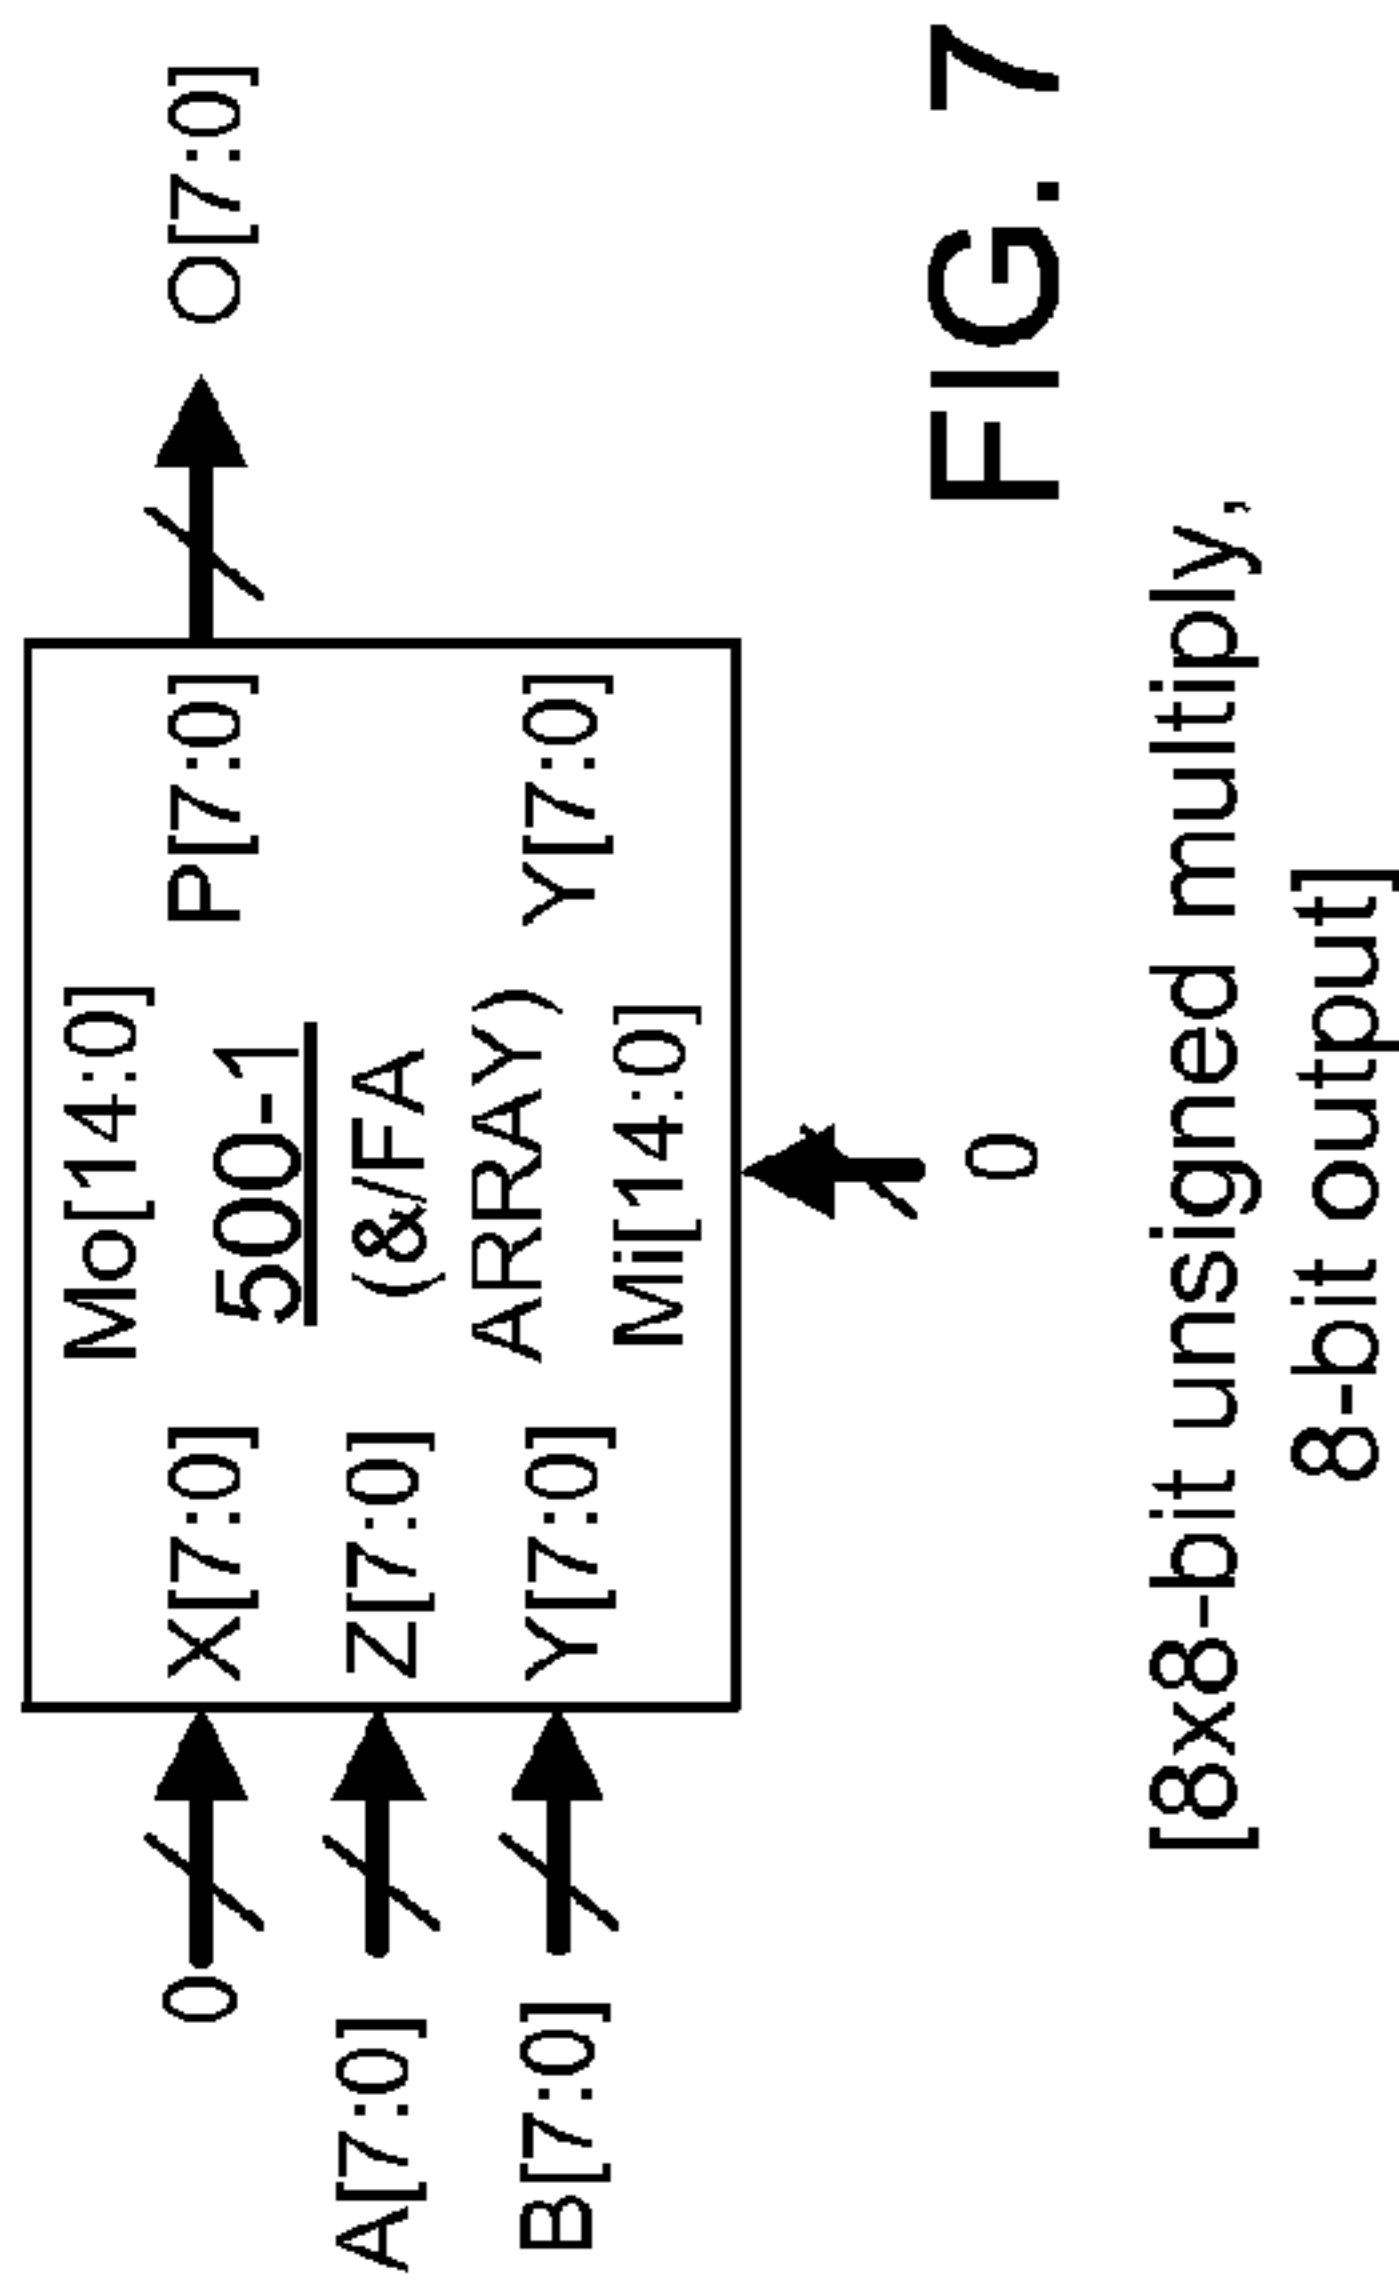 Mo[14:0]
0
X[7:0]
P[7:0]
O[7:0]
500-1
A[7:0]
Z[7:0]
(&/FA
B[7:0]
Y[7:0]
ARRAY)
Y[7:0]
Mi[14:0]
0
FIG. 7
[8x8-bit unsigned multiply,
8-bit output]